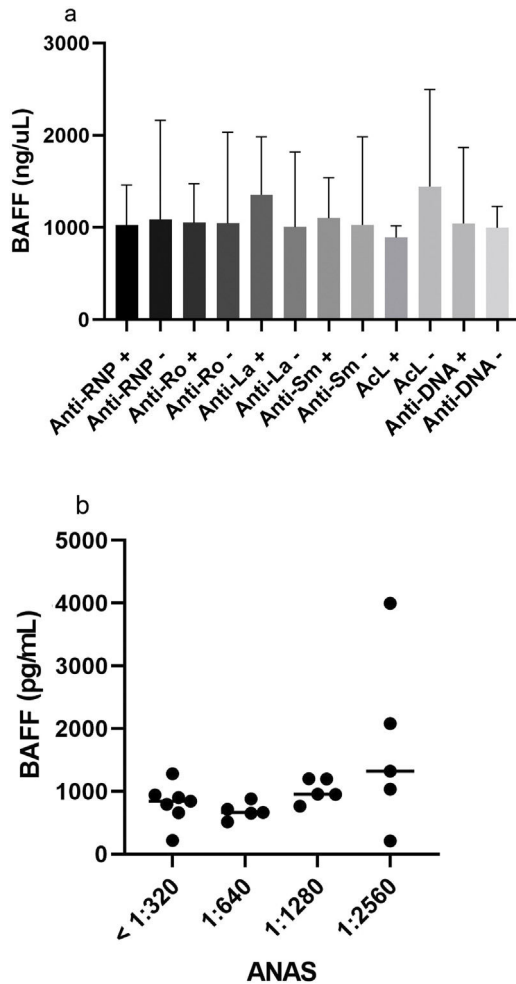 a
BAFF (ng/uL)
3000
2000
1000
0
Anti-RNP +
Anti-RNP -
Anti-Ro +
Anti-Ro -
Anti-La +
Anti-La -
Anti-Sm +
Anti-Sm -
AcL +
AcL -
Anti-DNA +
Anti-DNA -
b
BAFF (pg/mL)
5000
4000
3000
2000
1000
0
< 1:320
1:640
1:1280
1:2560
ANAS